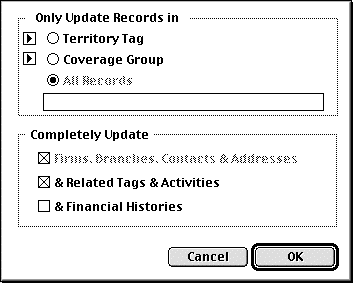 Only Update Records in
Territory Tag
Coverage Group
All Records
Completely Update
Firms, Branches, Contacts & Addresses
& Related Tags & Activities
& Financial Histories
Cancel OK